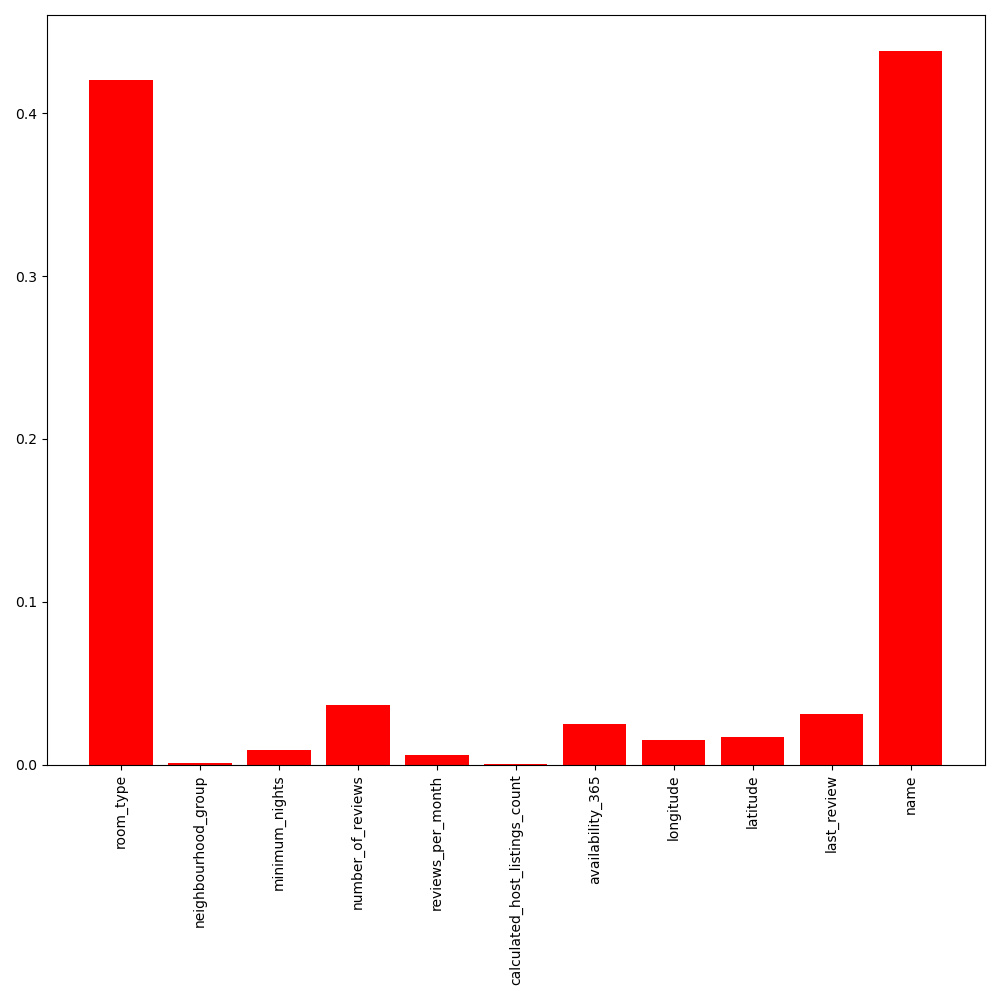 0.4
0.3
0.2
0.1
0.0
room_type
neighbourhood_group
minimum_nights
number_of_reviews
reviews_per_month
calculated_host_listings_count
availability_365
longitude
latitude
last_review
name